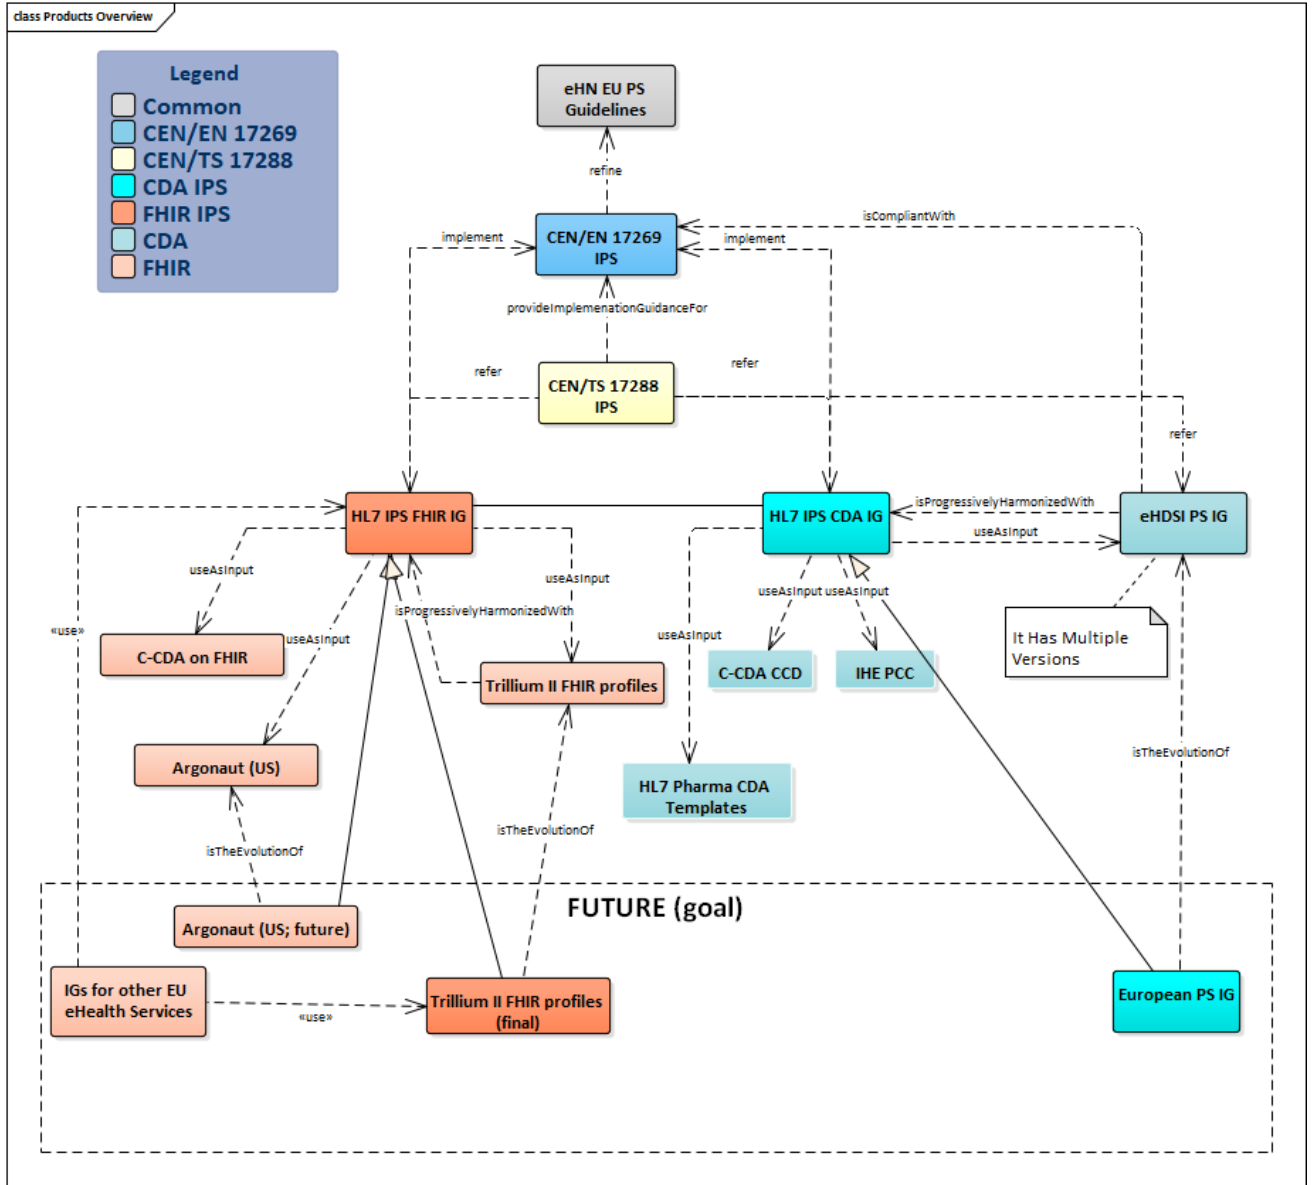 class Products Overview
Legend
Common
CEN/EN 17269
CEN/TS 17288
CDA IPS
FHIR IPS
CDA
FHIR
eHN EU PS
Guidelines
refine
isCompliantWith
implement
CEN/EN 17269
IPS
implement
provideImplemenationGuidanceFor
refer
CEN/TS 17288
IPS
refer
refer
HL7 IPS FHIR IG
HL7 IPS CDA IG
isProgressivelyHarmonizedWith
eHDSI PS IG
useAsInput
useAsInput
useAsInput
useAsInput
useAsInput
isProgressivelyHarmonizedWith
«use»
useAsInput
useAsInput
It Has Multiple
Versions
C-CDA on FHIR
Trillium II FHIR profiles
C-CDA CCD
IHE PCC
isTheEvolutionOf
Argonaut (US)
HL7 Pharma CDA
Templates
isTheEvolutionOf
isTheEvolutionOf
FUTURE (goal)
Argonaut (US; future)
IGs for other EU
eHealth Services
«use»
Trillium II FHIR profiles
(final)
European PS IG